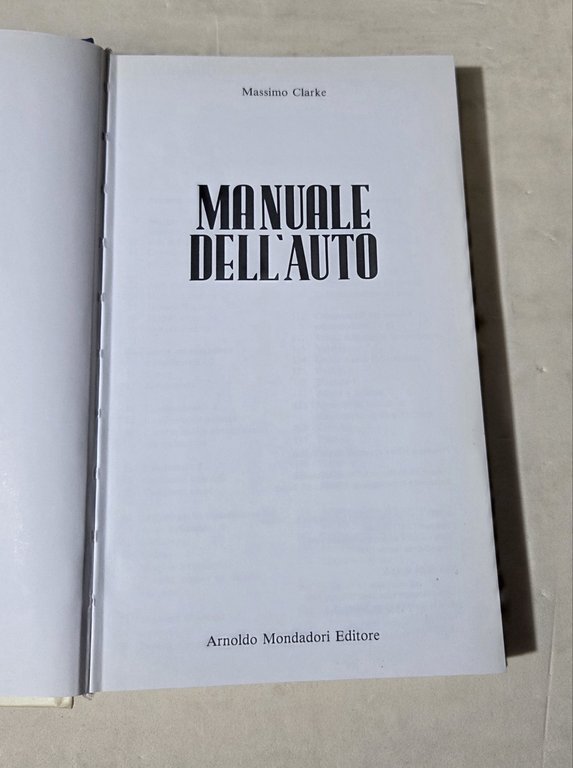 Massimo Clarke
MANUALE
DELL'AUTO
Arnoldo Mondadori Editore